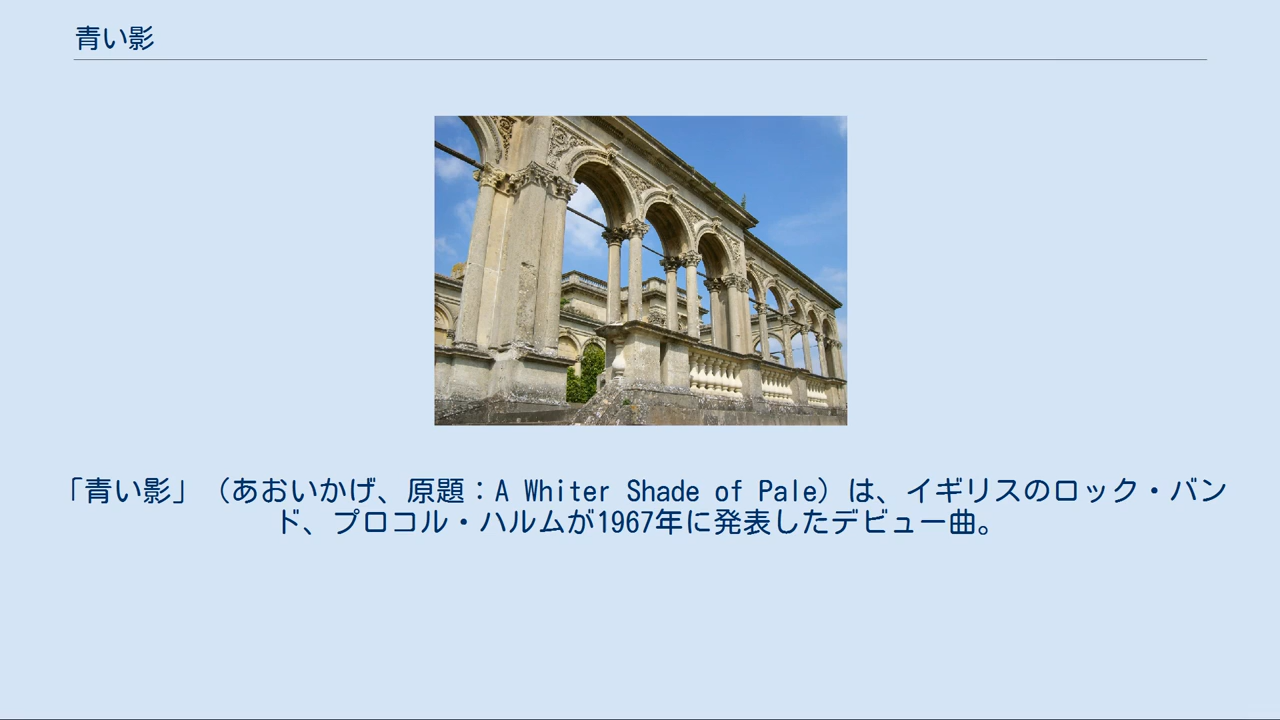 青い影
「青い影」（あおいかげ、原題：A Whiter Shade of Pale）は、イギリスのロック・バン
ド、プロコル・ハルムが1967年に発表したデビュー曲。